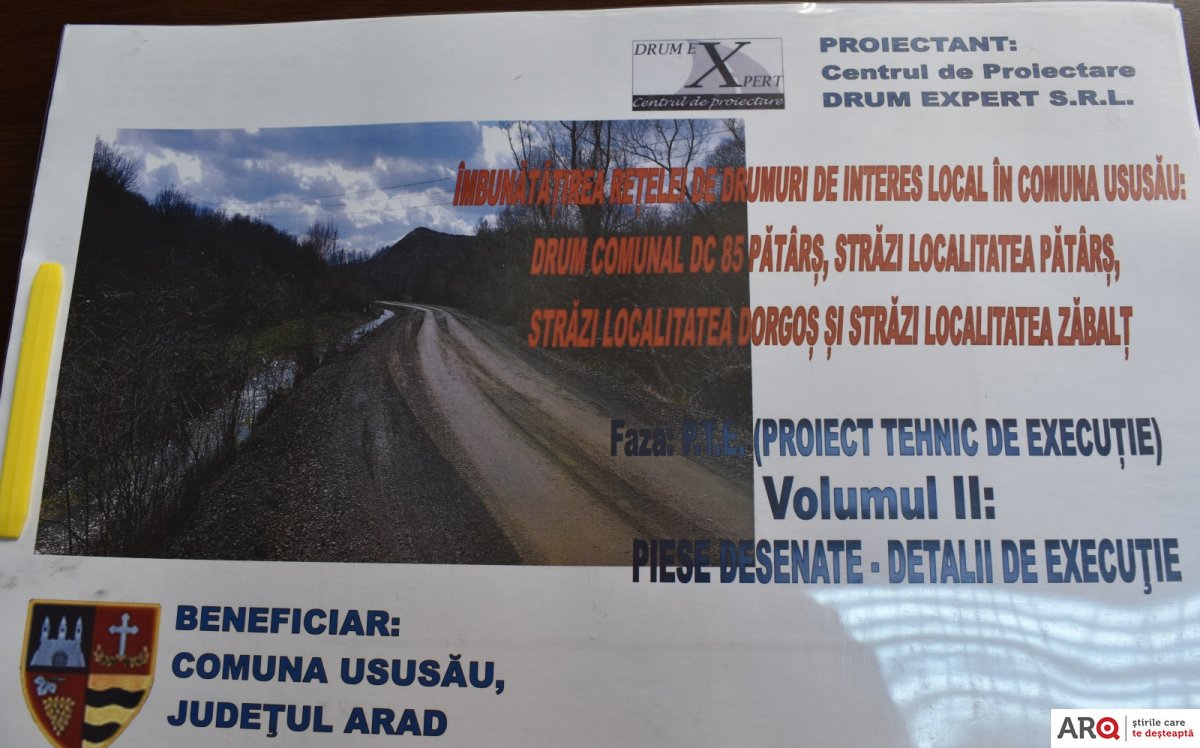 DRUM EXPERT
Centrul de proiectare
PROIECTANT:
Centrul de Proiectare
DRUM EXPERT S.R.L.
ÎMBUNĂTĂȚIREA REȚELEI DE DRUMURI DE INTERES LOCAL ÎN COMUNA USUSĂU:
DRUM COMUNAL DC 85 PĂTÂRȘ, STRĂZI LOCALITATEA PĂTÂRȘ,
STRĂZI LOCALITATEA DORGOȘ ȘI STRĂZI LOCALITATEA ZĂBALȚ
Faza: P.T.E. (PROIECT TEHNIC DE EXECUȚIE)
Volumul II:
PIESE DESENATE - DETALII DE EXECUŢIE
BENEFICIAR:
COMUNA USUSĂU,
JUDEŢUL ARAD
ARQ
știrile care
te deșteaptă